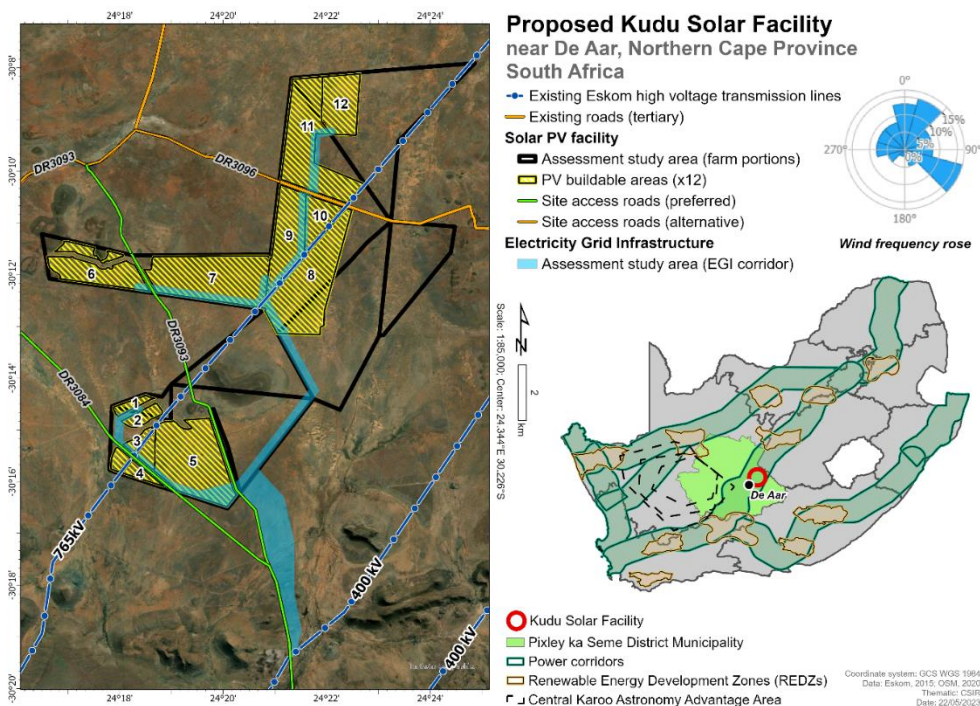 Proposed Kudu Solar Facility
near De Aar, Northern Cape Province
South Africa
Existing Eskom high voltage transmission lines
Existing roads (tertiary)
Solar PV facility
Assessment study area (farm portions)
PV buildable areas (x12)
Site access roads (preferred)
Site access roads (alternative)
Electricity Grid Infrastructure
Assessment study area (EGI corridor)
0°
15%
10%
5%
0%
270°
90°
180°
Wind frequency rose
24°18' 24°20' 24°22' 24°24'
-30°8'
-30°10'
-30°12'
-30°14'
-30°16'
-30°18'
-30°20'
24°18' 24°20' 24°22' 24°24'
12
11
DR3093
DR3096
10
9
6
7
8
DR3093
DR3084
1
2
3
4
5
765kV
400 kV
400 kV
Scale: 1:85,000; Center: 24.344°E 30.226°S
N
2
km
De Aar
Kudu Solar Facility
Pixley ka Seme District Municipality
Power corridors
Renewable Energy Development Zones (REDZs)
Central Karoo Astronomy Advantage Area
Coordinate system: GCS WGS 1984
Data: Eskom, 2015; OSM, 2020
Thematic: CSIR
Date: 22/05/2023